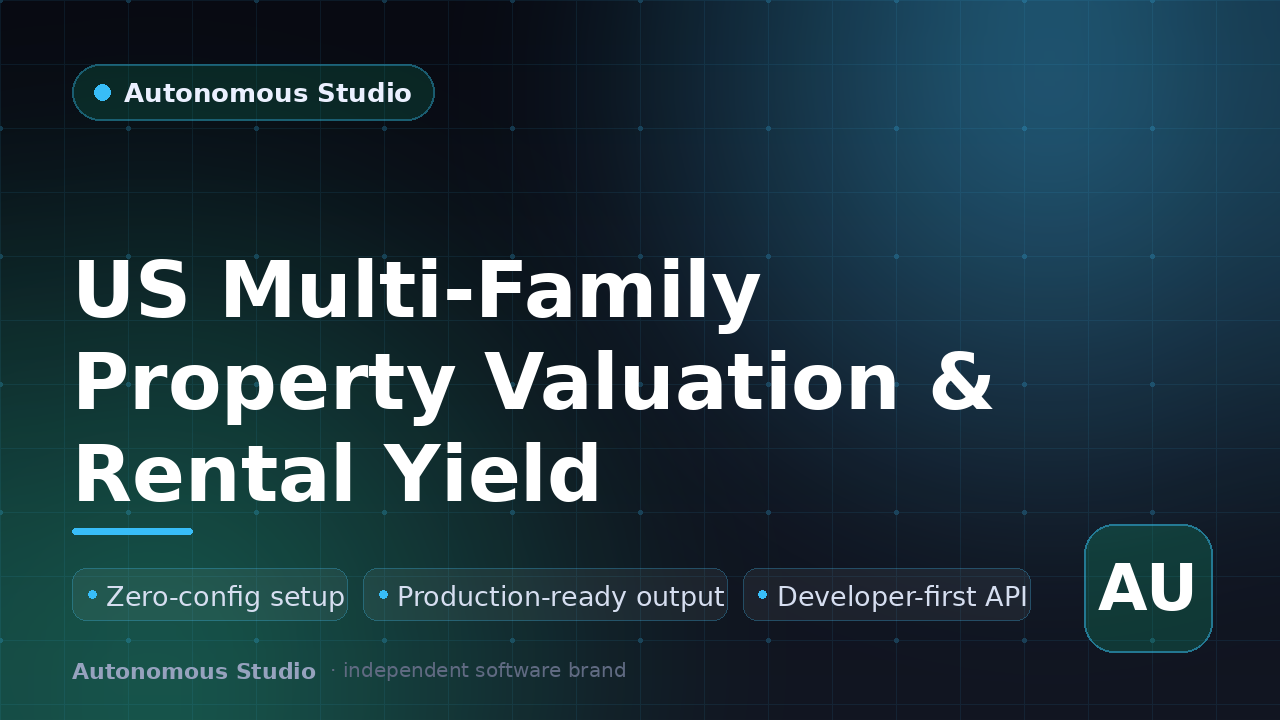 Autonomous Studio
US Multi-Family
Property Valuation &
Rental Yield
Zero-config setup
Production-ready output
Developer-first API
AU
Autonomous Studio · independent software brand